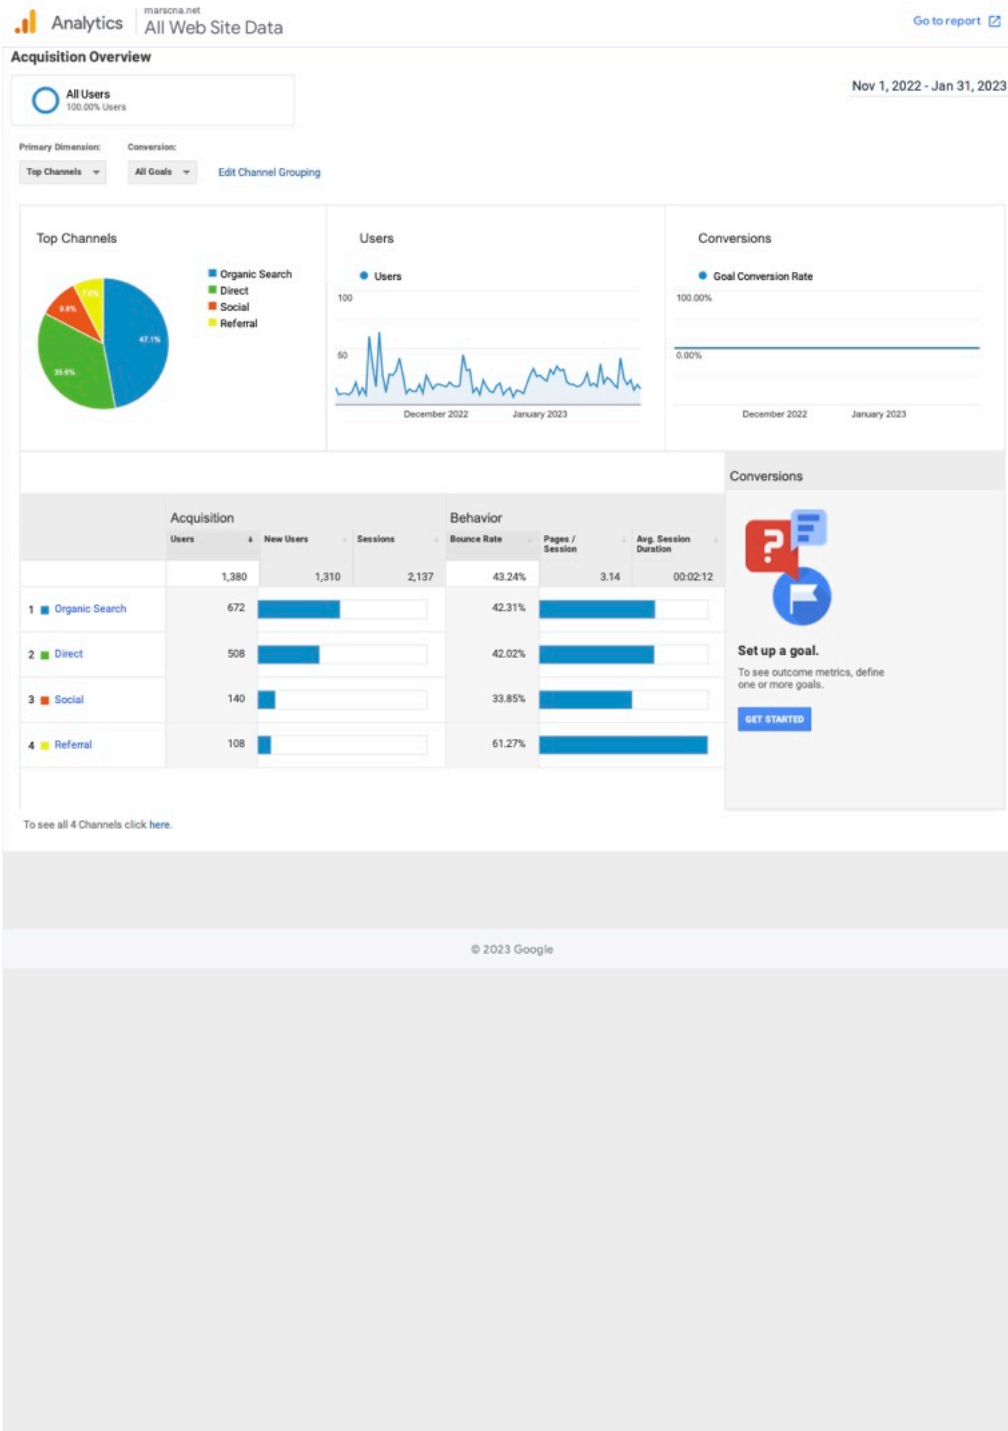 Analytics
marscna.net
All Web Site Data
Go to report
Acquisition Overview
All Users
100.00% Users
Nov 1, 2022 - Jan 31, 2023
Primary Dimension:
Conversion:
Top Channels
All Goals
Edit Channel Grouping
Top Channels
Organic Search
Direct
Social
Referral
47.1%
35.6%
9.8%
Users
Users
100
50
December 2022
January 2023
Conversions
Goal Conversion Rate
100.00%
0.00%
December 2022
January 2023
Acquisition
Behavior
Conversions
Users
New Users
Sessions
Bounce Rate
Pages /
Session
Avg. Session
Duration
1,380
1,310
2,137
43.24%
3.14
00:02:12
1 Organic Search 672 42.31%
2 Direct 508 42.02%
3 Social 140 33.85%
4 Referral 108 61.27%
Set up a goal.
To see outcome metrics, define
one or more goals.
GET STARTED
To see all 4 Channels click here.
© 2023 Google